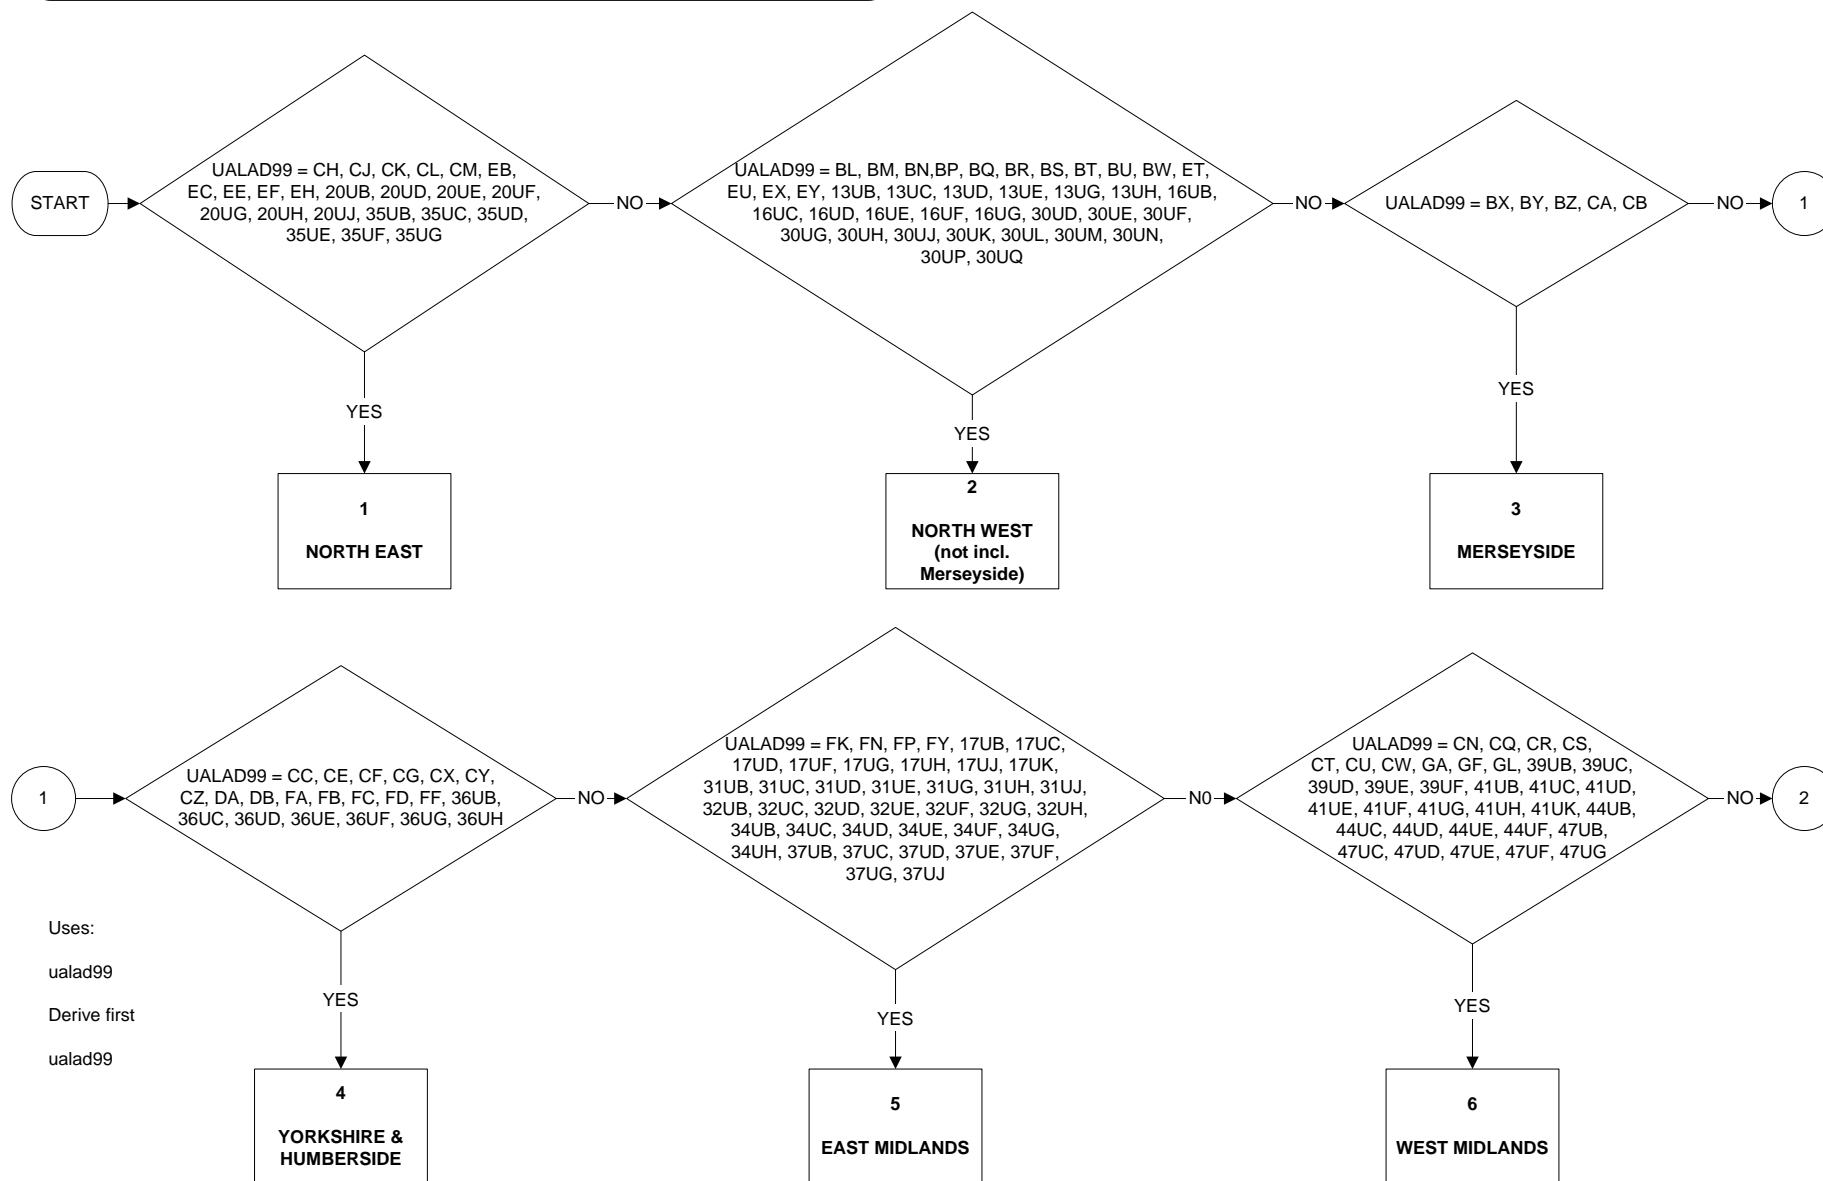 START
UALAD99 = CH, CJ, CK, CL, CM, EB,
EC, EE, EF, EH, 20UB, 20UD, 20UE, 20UF,
20UG, 20UH, 20UJ, 35UB, 35UC, 35UD,
35UE, 35UF, 35UG
NO
UALAD99 = BL, BM, BN,BP, BQ, BR, BS, BT, BU, BW, ET,
EU, EX, EY, 13UB, 13UC, 13UD, 13UE, 13UG, 13UH, 16UB,
16UC, 16UD, 16UE, 16UF, 16UG, 30UD, 30UE, 30UF,
30UG, 30UH, 30UJ, 30UK, 30UL, 30UM, 30UN,
30UP, 30UQ
NO
UALAD99 = BX, BY, BZ, CA, CB
NO
1
YES
YES
YES
1
NORTH EAST
2
NORTH WEST
(not incl.
Merseyside)
3
MERSEYSIDE
1
UALAD99 = CC, CE, CF, CG, CX, CY,
CZ, DA, DB, FA, FB, FC, FD, FF, 36UB,
36UC, 36UD, 36UE, 36UF, 36UG, 36UH
NO
UALAD99 = FK, FN, FP, FY, 17UB, 17UC,
17UD, 17UF, 17UG, 17UH, 17UJ, 17UK,
31UB, 31UC, 31UD, 31UE, 31UG, 31UH, 31UJ,
32UB, 32UC, 32UD, 32UE, 32UF, 32UG, 32UH,
34UB, 34UC, 34UD, 34UE, 34UF, 34UG,
34UH, 37UB, 37UC, 37UD, 37UE, 37UF,
37UG, 37UJ
N0
UALAD99 = CN, CQ, CR, CS,
CT, CU, CW, GA, GF, GL, 39UB, 39UC,
39UD, 39UE, 39UF, 41UB, 41UC, 41UD,
41UE, 41UF, 41UG, 41UH, 41UK, 44UB,
44UC, 44UD, 44UE, 44UF, 47UB,
47UC, 47UD, 47UE, 47UF, 47UG
NO
2
Uses:
ualad99
Derive first
ualad99
YES
YES
YES
4
YORKSHIRE &
HUMBERSIDE
5
EAST MIDLANDS
6
WEST MIDLANDS